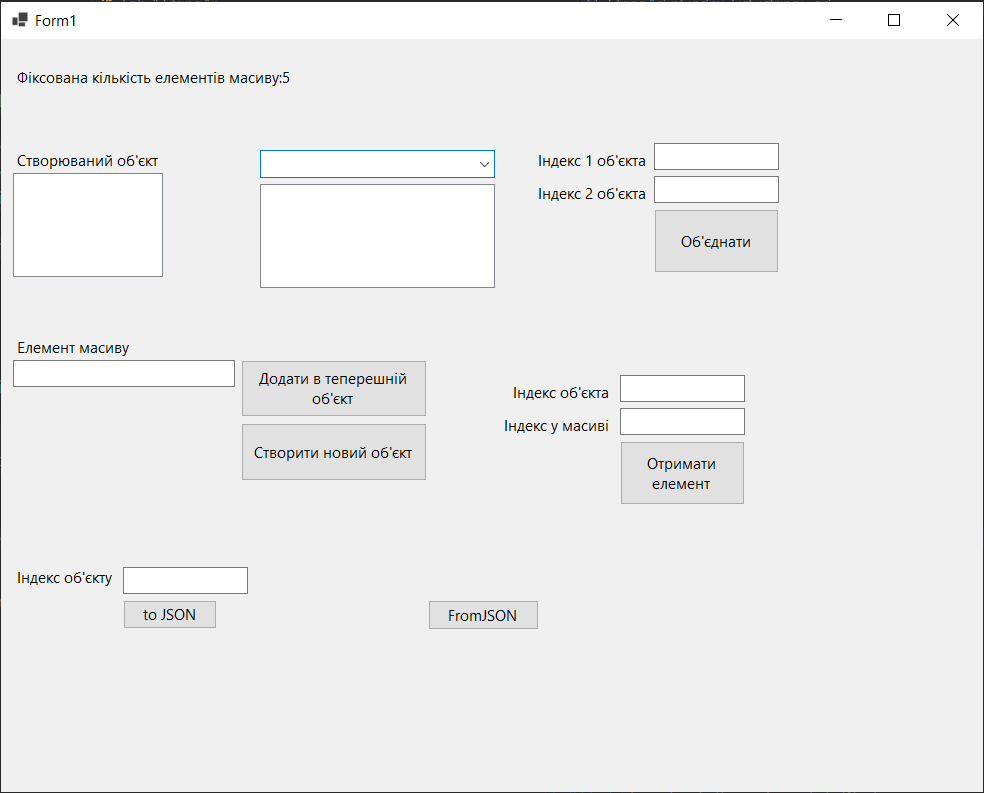 Form1
Фіксована кількість елементів масиву:5
Створюваний об'єкт
Індекс 1 об'єкта
Індекс 2 об'єкта
Об'єднати
Елемент масиву
Додати в теперешній
об'єкт
Створити новий об'єкт
Індекс об'єкта
Індекс у масиві
Отримати
елемент
Індекс об'єкту
to JSON
FromJSON